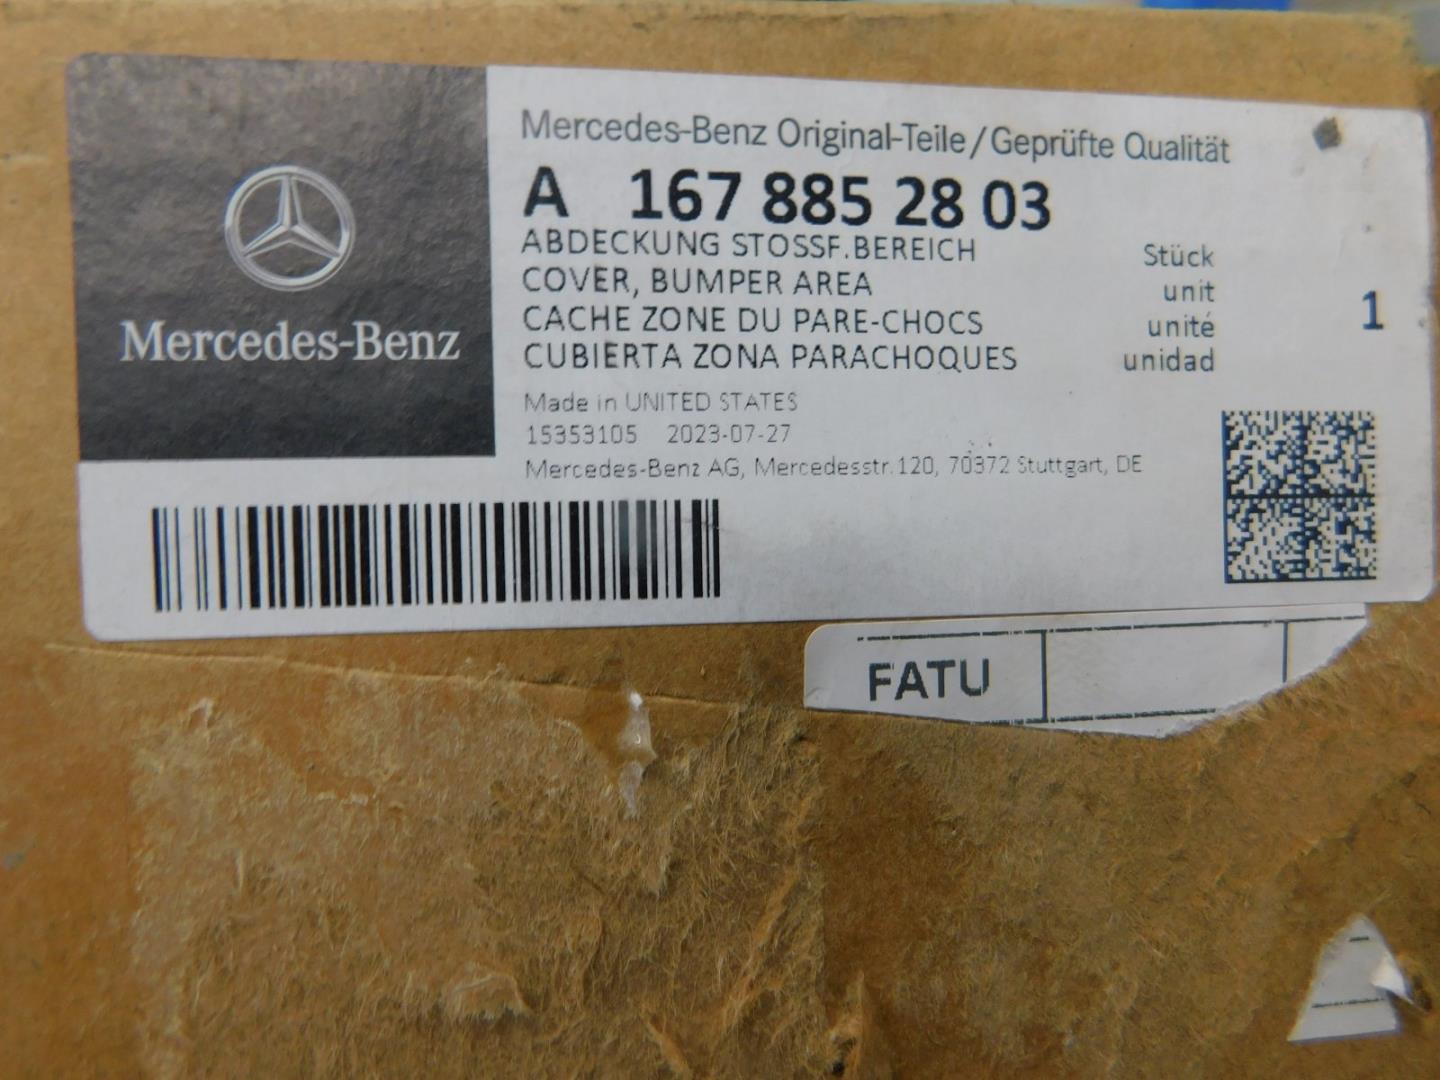 Mercedes-Benz
Mercedes-Benz Original-Teile/Geprüfte Qualität
A 167 885 28 03
ABDECKUNG STOSSF.BEREICH Stück
COVER, BUMPER AREA unit
CACHE ZONE DU PARE-CHOCS unité
CUBIERTA ZONA PARACHOQUES unidad
1
Made in UNITED STATES
15353105 2023-07-27
Mercedes-Benz AG, Mercedesstr.120, 70372 Stuttgart, DE
FATU